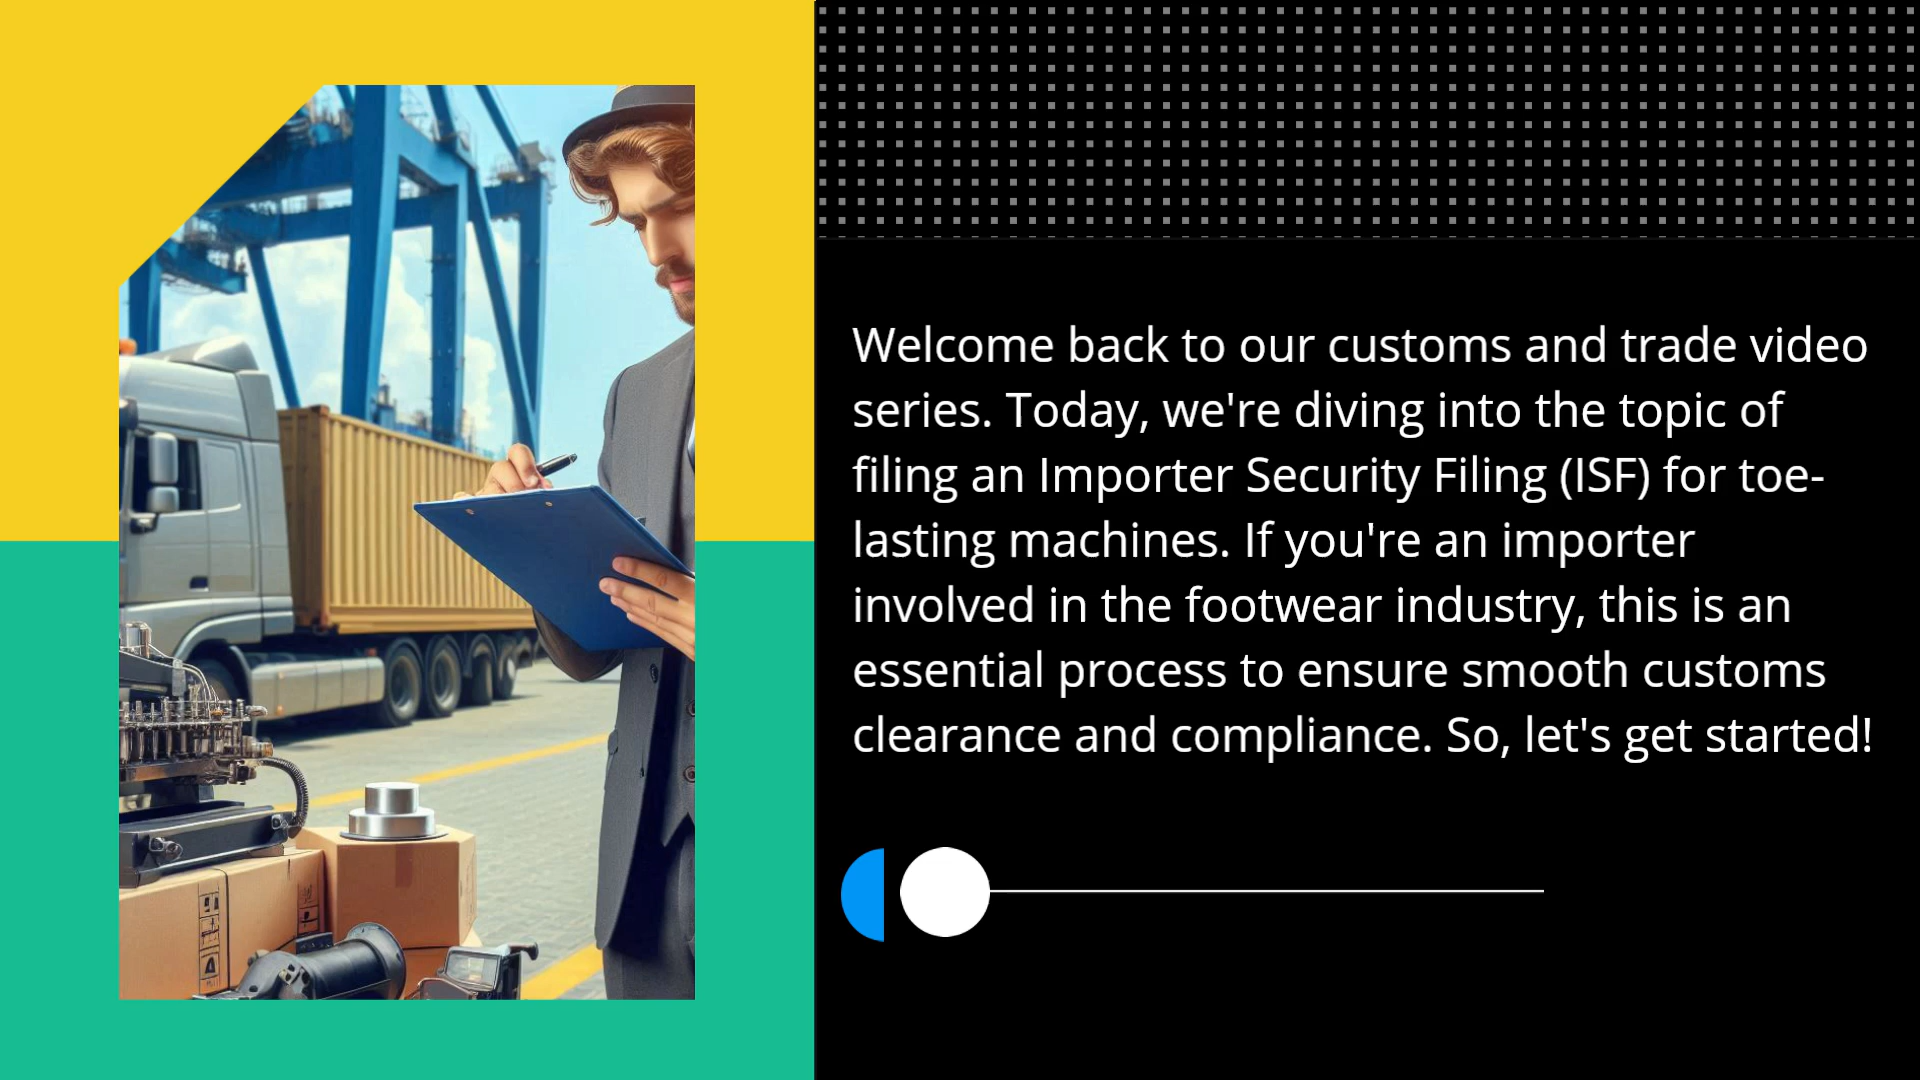 Welcome back to our customs and trade video
series. Today, we're diving into the topic of
filing an Importer Security Filing (ISF) for toe-
lasting machines. If you're an importer
involved in the footwear industry, this is an
essential process to ensure smooth customs
clearance and compliance. So, let's get started!